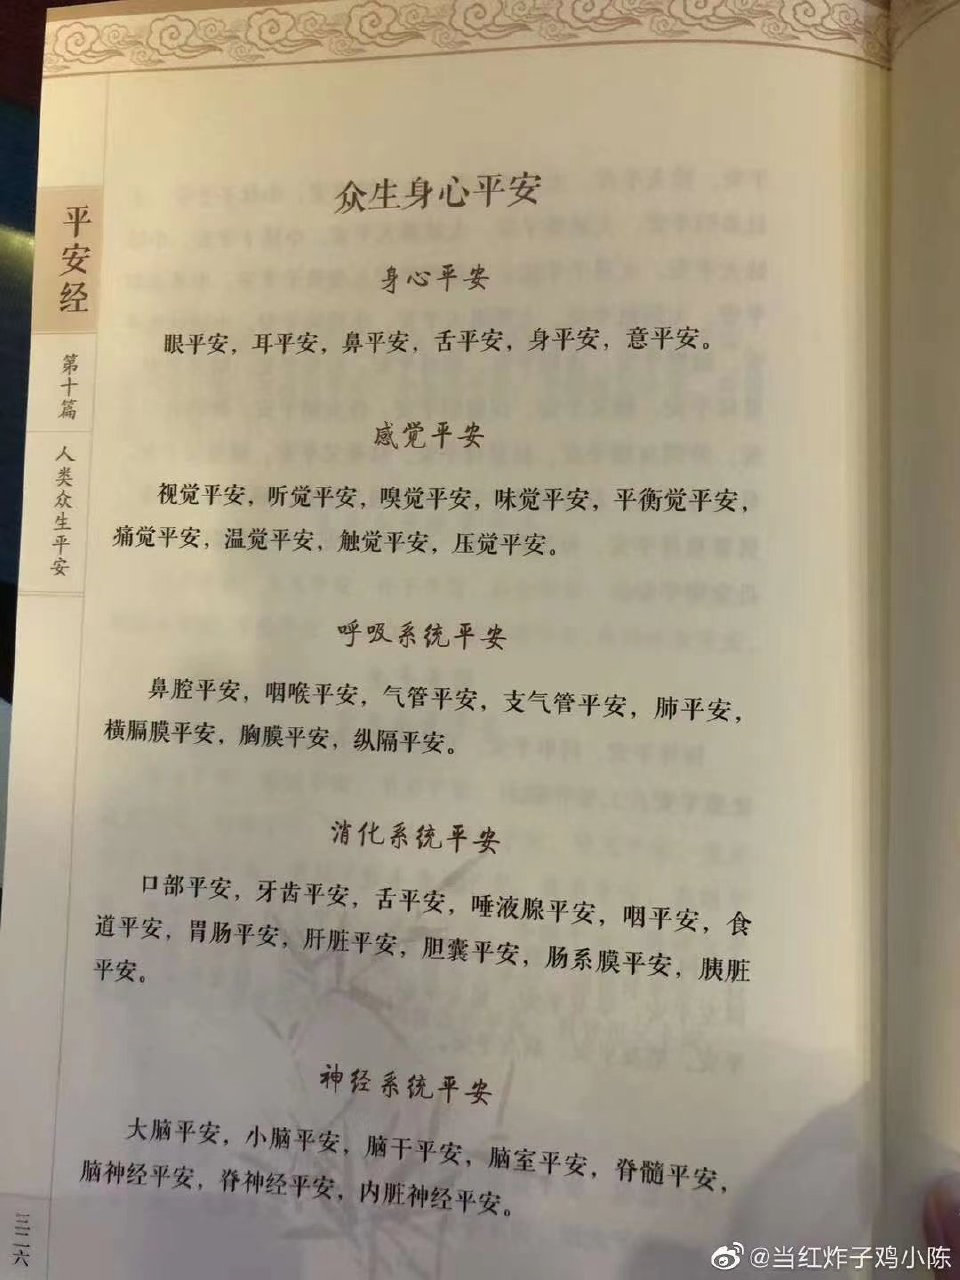 众生身心平安
身心平安
眼平安，耳平安，鼻平安，舌平安，身平安，意平安。
感觉平安
视觉平安，听觉平安，嗅觉平安，味觉平安，平衡觉平安，
痛觉平安，温觉平安，触觉平安，压觉平安。
呼吸系统平安
鼻腔平安，咽喉平安，气管平安，支气管平安，肺平安，
横膈膜平安，胸膜平安，纵隔平安。
消化系统平安
口部平安，牙齿平安，舌平安，唾液腺平安，咽平安，食
道平安，胃肠平安，肝脏平安，胆囊平安，肠系膜平安，胰脏
平安。
神经系统平安
大脑平安，小脑平安，脑干平安，脑室平安，脊髓平安，
脑神经平安，脊神经平安，内脏神经平安。
平安经
第十篇
人类众生平安
三二六
@当红炸子鸡小陈